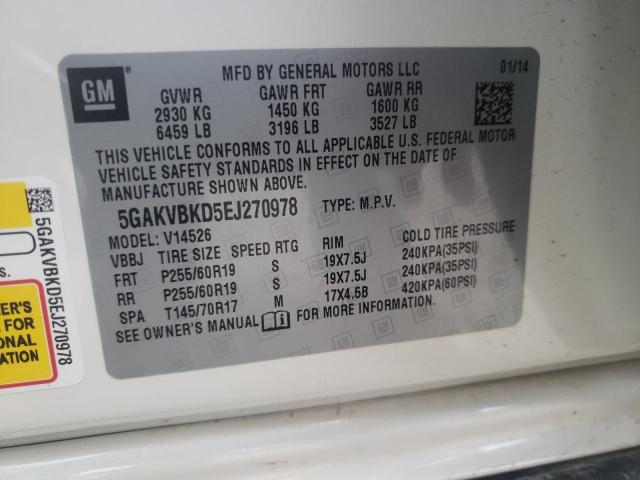 GM
MFD BY GENERAL MOTORS LLC 01/14
GVWR GAWR FRT GAWR RR
2930 KG 1450 KG 1600 KG
6459 LB 3196 LB 3527 LB
THIS VEHICLE CONFORMS TO ALL APPLICABLE U.S. FEDERAL MOTOR
VEHICLE SAFETY STANDARDS IN EFFECT ON THE DATE OF
MANUFACTURE SHOWN ABOVE.
5GAKVBKD5EJ270978 TYPE: M.P.V.
MODEL: V14526
VBBJ TIRE SIZE SPEED RTG RIM COLD TIRE PRESSURE
FRT P255/60R19 S 19X7.5J 240KPA(35PSI)
RR P255/60R19 S 19X7.5J 240KPA(35PSI)
SPA T145/70R17 M 17X4.5B 420KPA(60PSI)
SEE OWNER'S MANUAL FOR MORE INFORMATION.
5GAKVBKD5EJ270978
s.
OWNER'S
FOR
MATION